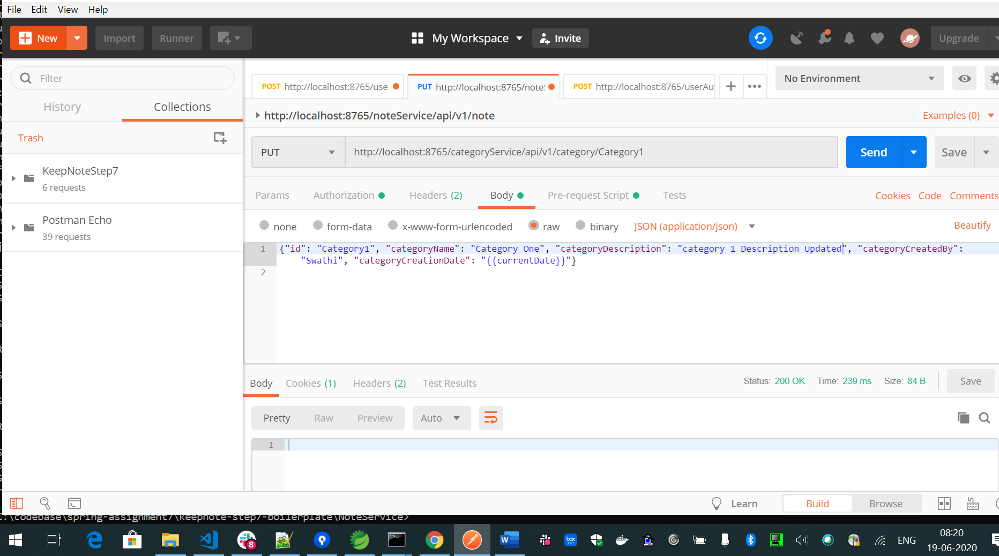 File Edit View Help
New Import Runner My Workspace Invite Upgrade
Filter
History Collections
Trash
KeepNoteStep7
6 requests
Postman Echo
39 requests
POST http://localhost:8765/use PUT http://localhost:8765/note POST http://localhost:8765/userAu
No Environment
http://localhost:8765/noteService/api/v1/note Examples (0)
PUT http://localhost:8765/categoryService/api/v1/category/Category1 Send Save
Params Authorization Headers (2) Body Pre-request Script Tests Cookies Code Comments
none form-data x-www-form-urlencoded raw binary JSON (application/json) Beautify
1 {"id": "Category1", "categoryName": "Category One", "categoryDescription": "category 1 Description Updated", "categoryCreatedBy":
"Swathi", "categoryCreationDate": "{{currentDate}}"}
2
Body Cookies (1) Headers (2) Test Results Status: 200 OK Time: 239 ms Size: 84 B Save
Pretty Raw Preview Auto
1
Learn Build Browse
:\codebase\spring-assignment7\keepnote-step7-boilerplate\NoteService>
8 W box EDIT ENG 08:20
19-06-2020